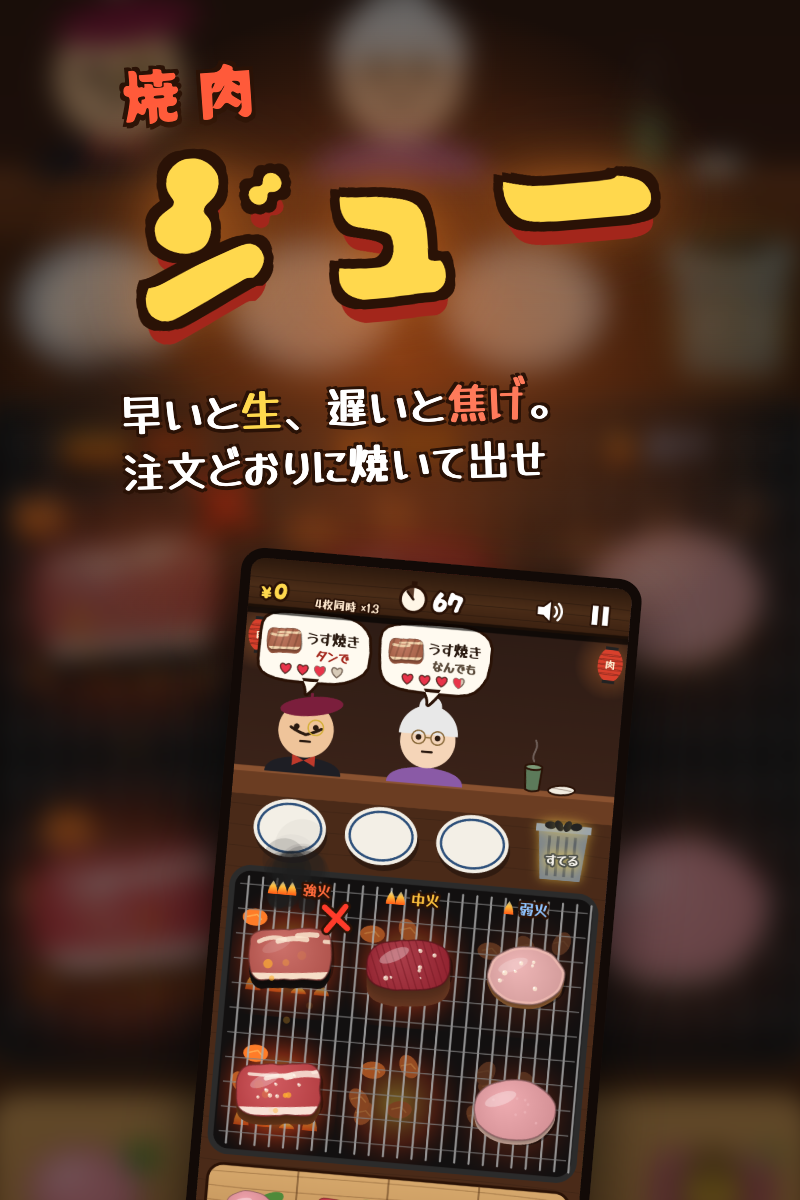 焼肉
ジュー
早いと生、遅いと焦げ。
注文どおりに焼いて出せ
¥0
4枚同時 ×1.3
67
うす焼き
タンで
うす焼き
なんでも
肉
すてる
強火
中火
弱火